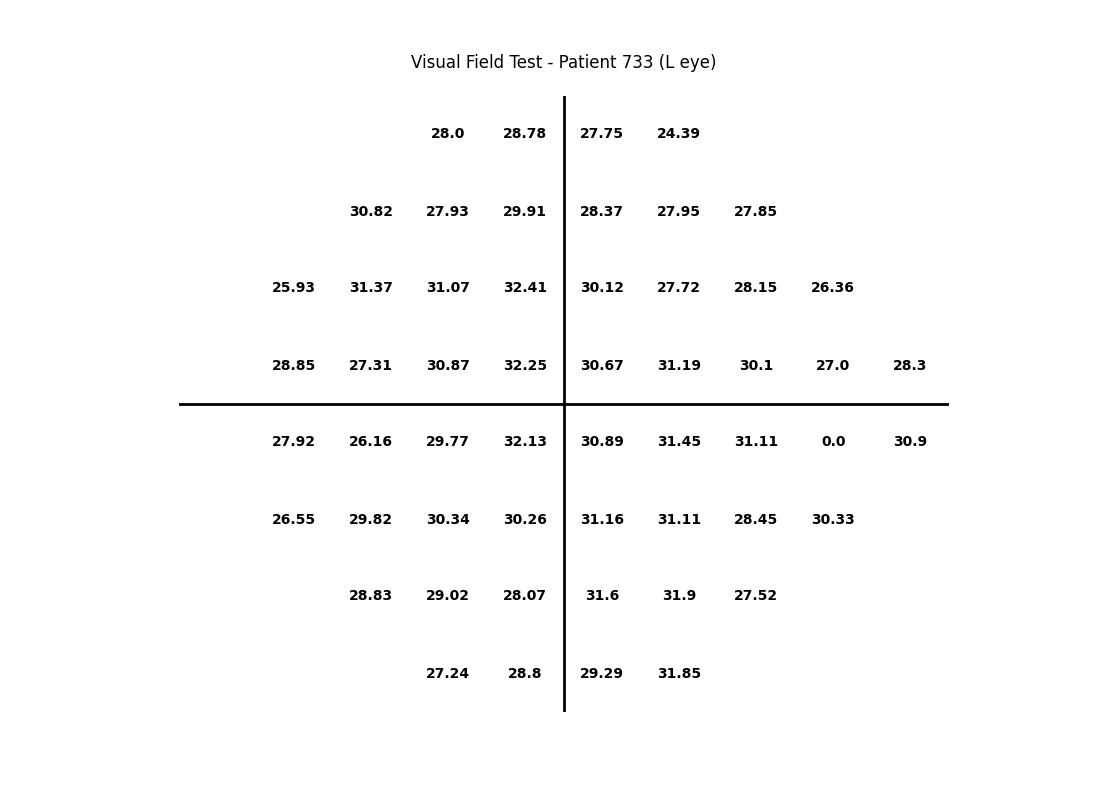 Visual Field Test - Patient 733 (L eye)
28.0 28.78 27.75 24.39
30.82 27.93 29.91 28.37 27.95 27.85
25.93 31.37 31.07 32.41 30.12 27.72 28.15 26.36
28.85 27.31 30.87 32.25 30.67 31.19 30.1 27.0 28.3
27.92 26.16 29.77 32.13 30.89 31.45 31.11 0.0 30.9
26.55 29.82 30.34 30.26 31.16 31.11 28.45 30.33
28.83 29.02 28.07 31.6 31.9 27.52
27.24 28.8 29.29 31.85